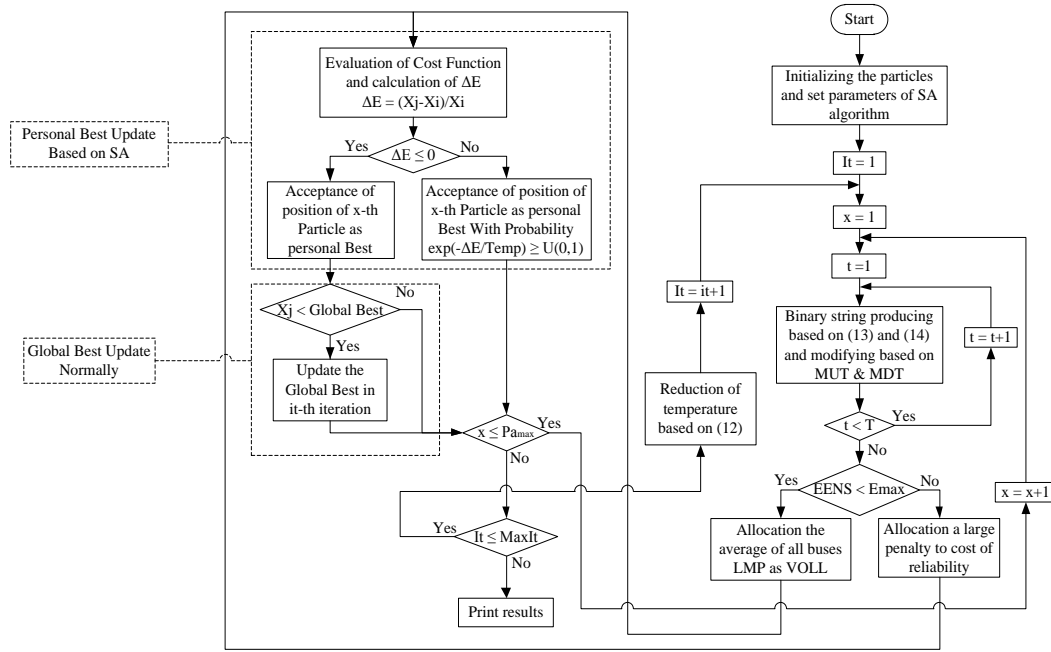 Start
Initializing the particles
and set parameters of SA
algorithm
It = 1
x = 1
t =1
Binary string producing
based on (13) and (14)
and modifying based on
MUT & MDT
t = t+1
t < T
Yes
No
EENS < Emax
Yes
No
Allocation the
average of all buses
LMP as VOLL
Allocation a large
penalty to cost of
reliability
x = x+1
Evaluation of Cost Function
and calculation of ΔE
ΔE = (Xj-Xi)/Xi
Personal Best Update
Based on SA
ΔE ≤ 0
Yes
No
Acceptance of
position of x-th
Particle as
personal Best
Acceptance of position of
x-th Particle as personal
Best With Probability
exp(-ΔE/Temp) ≥ U(0,1)
Xj < Global Best
No
Yes
Global Best Update
Normally
Update the
Global Best in
it-th iteration
x ≤ Pamax
Yes
No
It ≤ MaxIt
Yes
No
Print results
Reduction of
temperature
based on (12)
It = it+1